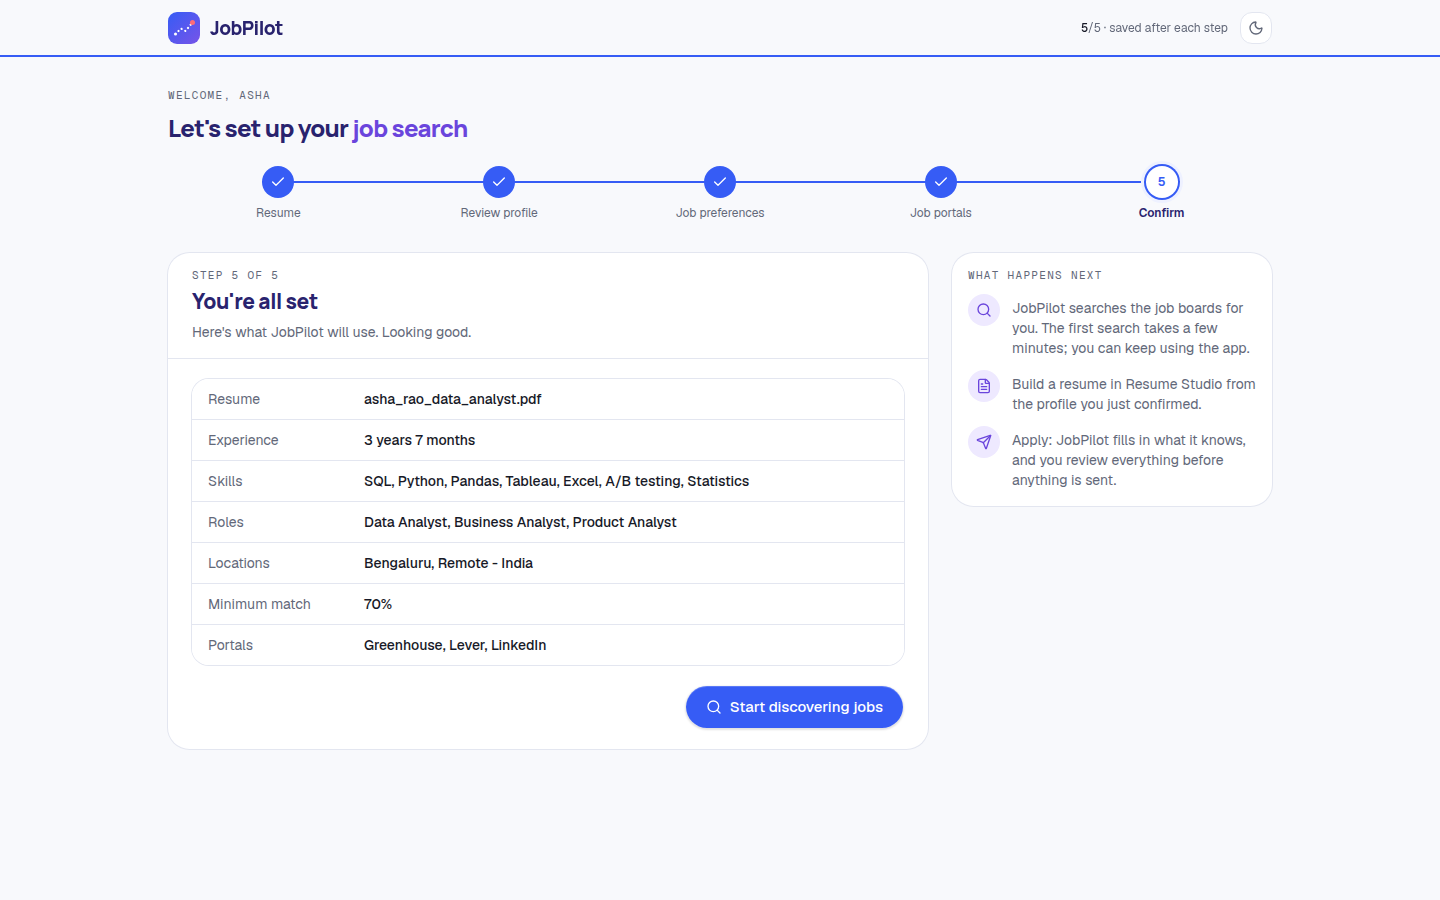 JobPilot
5/5 · saved after each step
WELCOME, ASHA
Let's set up your job search
Resume
Review profile
Job preferences
Job portals
5
Confirm
STEP 5 OF 5
You're all set
Here's what JobPilot will use. Looking good.
Resume asha_rao_data_analyst.pdf
Experience 3 years 7 months
Skills SQL, Python, Pandas, Tableau, Excel, A/B testing, Statistics
Roles Data Analyst, Business Analyst, Product Analyst
Locations Bengaluru, Remote - India
Minimum match 70%
Portals Greenhouse, Lever, LinkedIn
Start discovering jobs
WHAT HAPPENS NEXT
JobPilot searches the job boards for
you. The first search takes a few
minutes; you can keep using the app.
Build a resume in Resume Studio from
the profile you just confirmed.
Apply: JobPilot fills in what it knows,
and you review everything before
anything is sent.